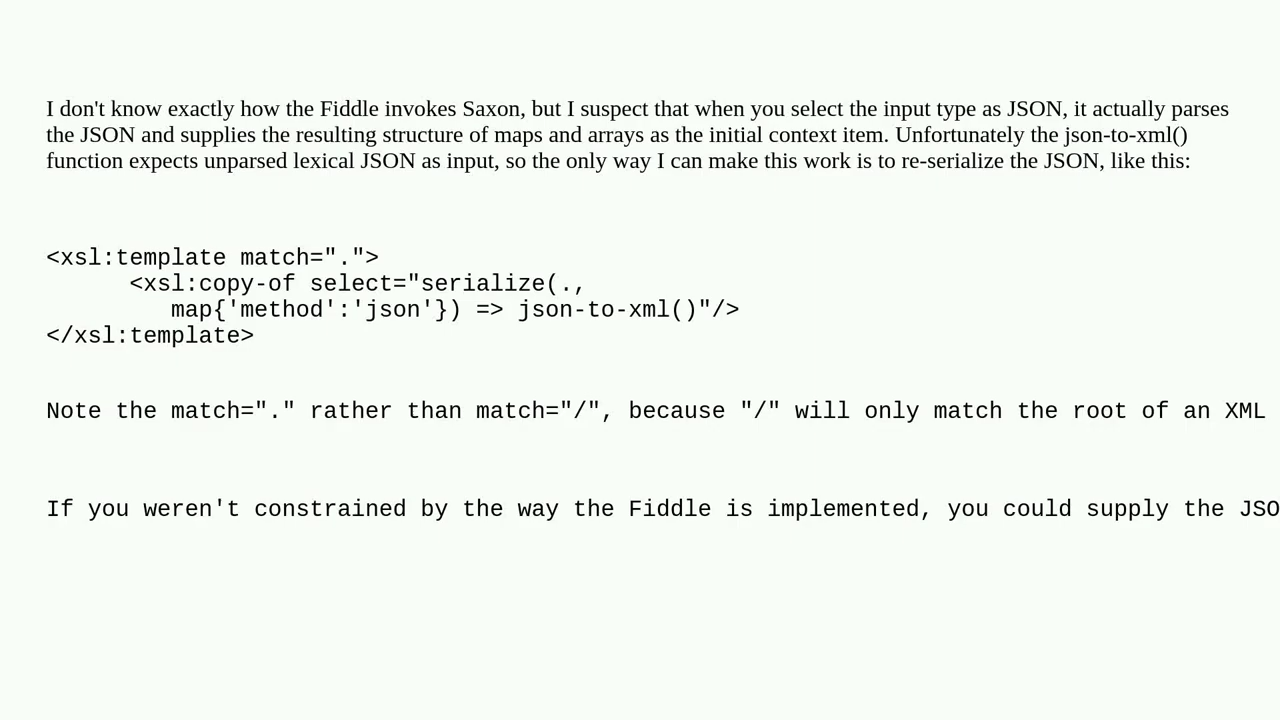 I don't know exactly how the Fiddle invokes Saxon, but I suspect that when you select the input type as JSON, it actually parses
the JSON and supplies the resulting structure of maps and arrays as the initial context item. Unfortunately the json-to-xml()
function expects unparsed lexical JSON as input, so the only way I can make this work is to re-serialize the JSON, like this:
<xsl:template match=".">
<xsl:copy-of select="serialize(.,
map{'method':'json'}) => json-to-xml()"/>
</xsl:template>
Note the match="." rather than match="/", because "/" will only match the root of an XML
If you weren't constrained by the way the Fiddle is implemented, you could supply the JSO